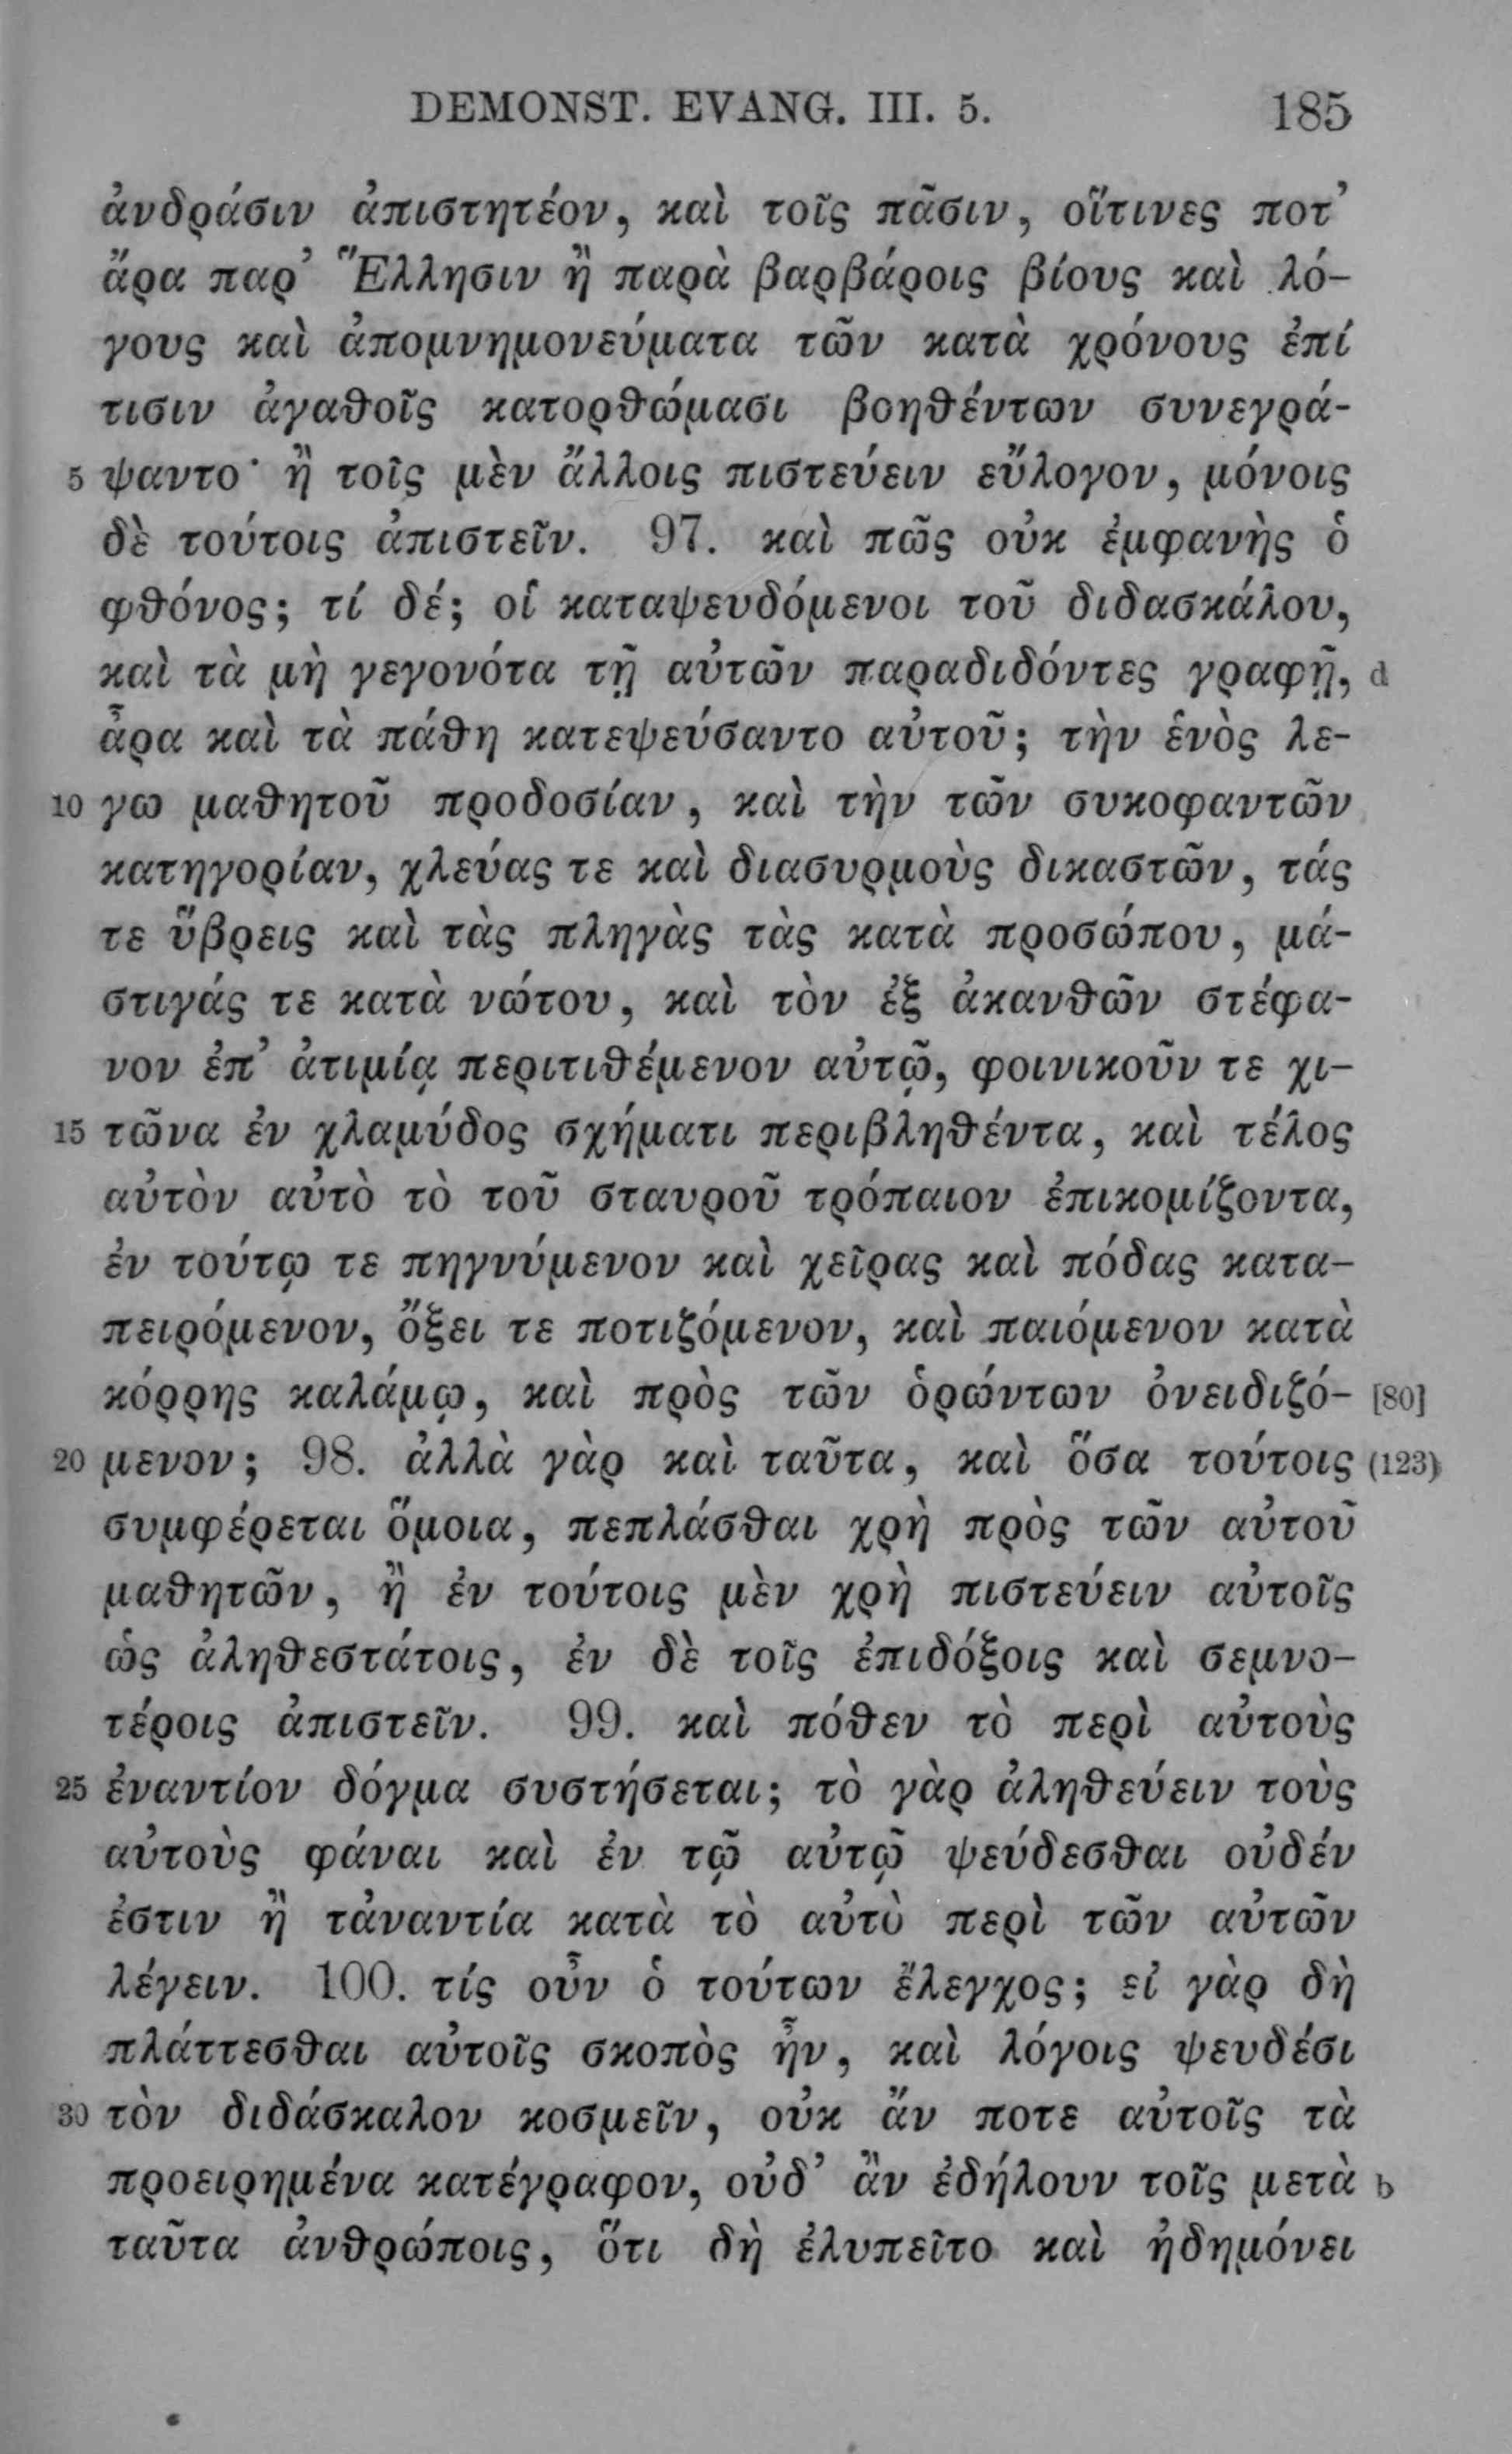 DEMONST. EVANG. III. 5. 185
ἀνδράσιν ἀπιστητέον, καὶ τοῖς πᾶσιν, οἵτινες ποτ’
ἄρα παρ’ Ἕλλησιν ἢ παρὰ βαρβάροις βίους καὶ λό-
γους καὶ ἀπομνημονεύματα τῶν κατὰ χρόνους ἐπί
τισιν ἀγαθοῖς κατορθώμασι βοηθέντων συνεγρά-
5 ψαντο· ἢ τοῖς μὲν ἄλλοις πιστεύειν εὔλογον, μόνοις
δὲ τούτοις ἀπιστεῖν. 97. καὶ πῶς οὐκ ἐμφανὴς ὁ
φθόνος; τί δέ; οἱ καταψευδόμενοι τοῦ διδασκάλου,
καὶ τὰ μὴ γεγονότα τῇ αὐτῶν παραδιδόντες γραφῇ, d
ἆρα καὶ τὰ πάθη κατεψεύσαντο αὐτοῦ; τὴν ἑνὸς λέ-
10 γω μαθητοῦ προδοσίαν, καὶ τὴν τῶν συκοφαντῶν
κατηγορίαν, χλεύας τε καὶ διασυρμοὺς δικαστῶν, τάς
τε ὕβρεις καὶ τὰς πληγὰς τὰς κατὰ προσώπου, μά-
στιγάς τε κατὰ νώτου, καὶ τὸν ἐξ ἀκανθῶν στέφα-
νον ἐπ’ ἀτιμίᾳ περιτιθέμενον αὐτῷ, φοινικοῦν τε χι-
15 τῶνα ἐν χλαμύδος σχήματι περιβληθέντα, καὶ τέλος
αὐτὸν αὐτὸ τὸ τοῦ σταυροῦ τρόπαιον ἐπικομίζοντα,
ἐν τούτῳ τε πηγνύμενον καὶ χεῖρας καὶ πόδας κατα-
πειρόμενον, ὄξει τε ποτιζόμενον, καὶ παιόμενον κατὰ
κόρρης καλάμῳ, καὶ πρὸς τῶν ὁρώντων ὀνειδιζό- [80]
20 μενον; 98. ἀλλὰ γὰρ καὶ ταῦτα, καὶ ὅσα τούτοις (123)
συμφέρεται ὅμοια, πεπλάσθαι χρὴ πρὸς τῶν αὐτοῦ
μαθητῶν, ἢ ἐν τούτοις μὲν χρὴ πιστεύειν αὐτοῖς
ὡς ἀληθεστάτοις, ἐν δὲ τοῖς ἐπιδόξοις καὶ σεμνο-
τέροις ἀπιστεῖν. 99. καὶ πόθεν τὸ περὶ αὐτοὺς
25 ἐναντίον δόγμα συστήσεται; τὸ γὰρ ἀληθεύειν τοὺς
αὐτοὺς φάναι καὶ ἐν τῷ αὐτῷ ψεύδεσθαι οὐδέν
ἐστιν ἢ τἀναντία κατὰ τὸ αὐτὸ περὶ τῶν αὐτῶν
λέγειν. 100. τίς οὖν ὁ τούτων ἔλεγχος; εἰ γὰρ δὴ
πλάττεσθαι αὐτοῖς σκοπὸς ἦν, καὶ λόγοις ψευδέσι
30 τὸν διδάσκαλον κοσμεῖν, οὐκ ἄν ποτε αὐτοῖς τὰ
προειρημένα κατέγραφον, οὐδ’ ἂν ἐδήλουν τοῖς μετὰ b
ταῦτα ἀνθρώποις, ὅτι δὴ ἐλυπεῖτο καὶ ἠδημόνει